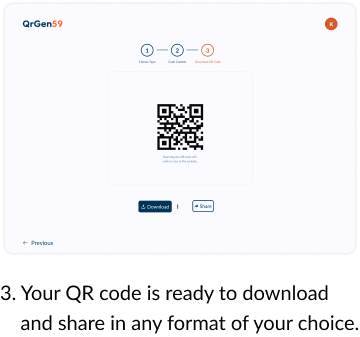 QrGen59
K
1 2 3
Choose Type Code Content Download QR Code
Scanning this QR code will
redirect you to the website.
Download
Share
← Previous
3. Your QR code is ready to download
and share in any format of your choice.